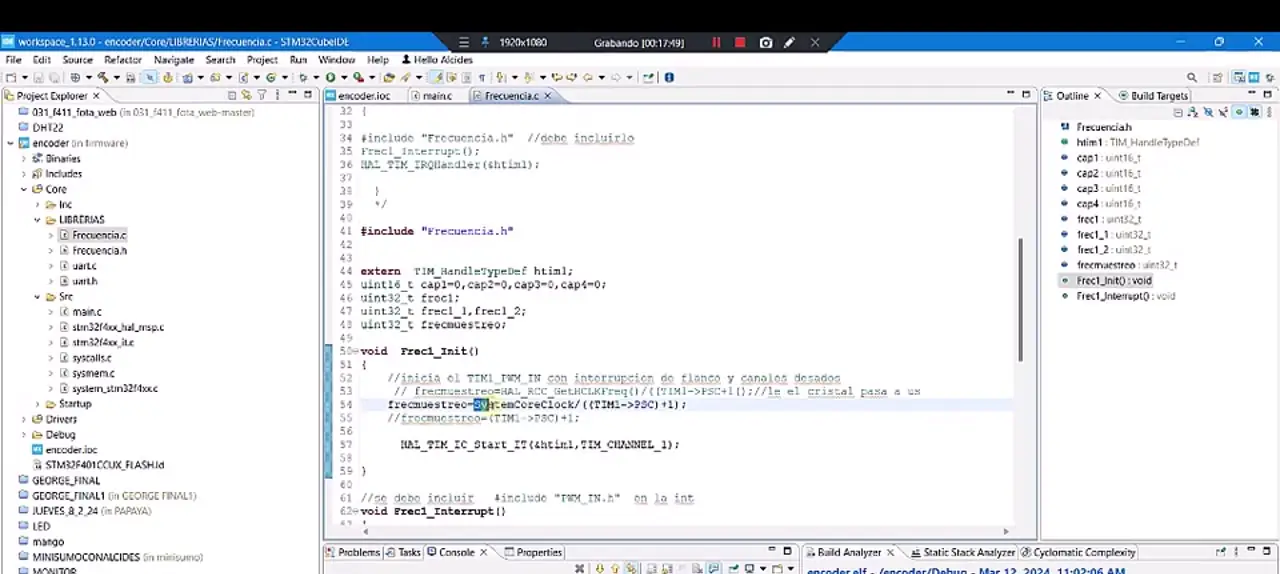 workspace_1.13.0 - encoder/Core/LIBRERIAS/Frecuencia.c - STM32CubeIDE
1920x1080
Grabando [00:17:49]
File Edit Source Refactor Navigate Search Project Run Window Help Hello Alcides
Project Explorer
031_f411_fota_web (in 031_f411_fota_web-master)
DHT22
encoder (in firmware)
Binaries
Includes
Core
Inc
LIBRERIAS
Frecuencia.c
Frecuencia.h
uart.c
uart.h
Src
main.c
stm32f4xx_hal_msp.c
stm32f4xx_it.c
syscalls.c
sysmem.c
system_stm32f4xx.c
Startup
Drivers
Debug
encoder.ioc
STM32F401CCUX_FLASH.ld
GEORGE_FINAL
GEORGE_FINAL1 (in GEORGE FINAL1)
JUEVES_8_2_24 (in PAPAYA)
LED
mango
MINISUMOCONALCIDES (in minisumo)
MONITOR
encoder.ioc main.c Frecuencia.c
32 {
33
34 #include "Frecuencia.h" //debe incluirlo
35 Frec1_Interrupt();
36 HAL_TIM_IRQHandler(&htim1);
37
38 }
39 */
40
41 #include "Frecuencia.h"
42
43
44 extern TIM_HandleTypeDef htim1;
45 uint16_t cap1=0,cap2=0,cap3=0,cap4=0;
46 uint32_t frec1;
47 uint32_t frec1_1,frec1_2;
48 uint32_t frecmuestreo;
49
50 void Frec1_Init()
51 {
52 //inicia el TIM1_PWM_IN con interrupcion de flanco y canales desados
53 // frecmuestreo=HAL_RCC_GetHCLKFreq()/((TIM1->PSC+1();//le el cristal pasa a us
54 frecmuestreo=SystemCoreClock/((TIM1->PSC)+1);
55 //frecmuestreo=(TIM1->PSC)+1;
56
57 HAL_TIM_IC_Start_IT(&htim1,TIM_CHANNEL_1);
58
59 }
60
61 //se debe incluir #include "PWM_IN.h" en la int
62 void Frec1_Interrupt()
Outline Build Targets
Frecuencia.h
htim1 : TIM_HandleTypeDef
cap1 : uint16_t
cap2 : uint16_t
cap3 : uint16_t
cap4 : uint16_t
frec1 : uint32_t
frec1_1 : uint32_t
frec1_2 : uint32_t
frecmuestreo : uint32_t
Frec1_Init() : void
Frec1_Interrupt() : void
Problems Tasks Console Properties
Build Analyzer Static Stack Analyzer Cyclomatic Complexity
encoder.elf - /encoder/Debug - Mar 12, 2024, 11:02:06 AM